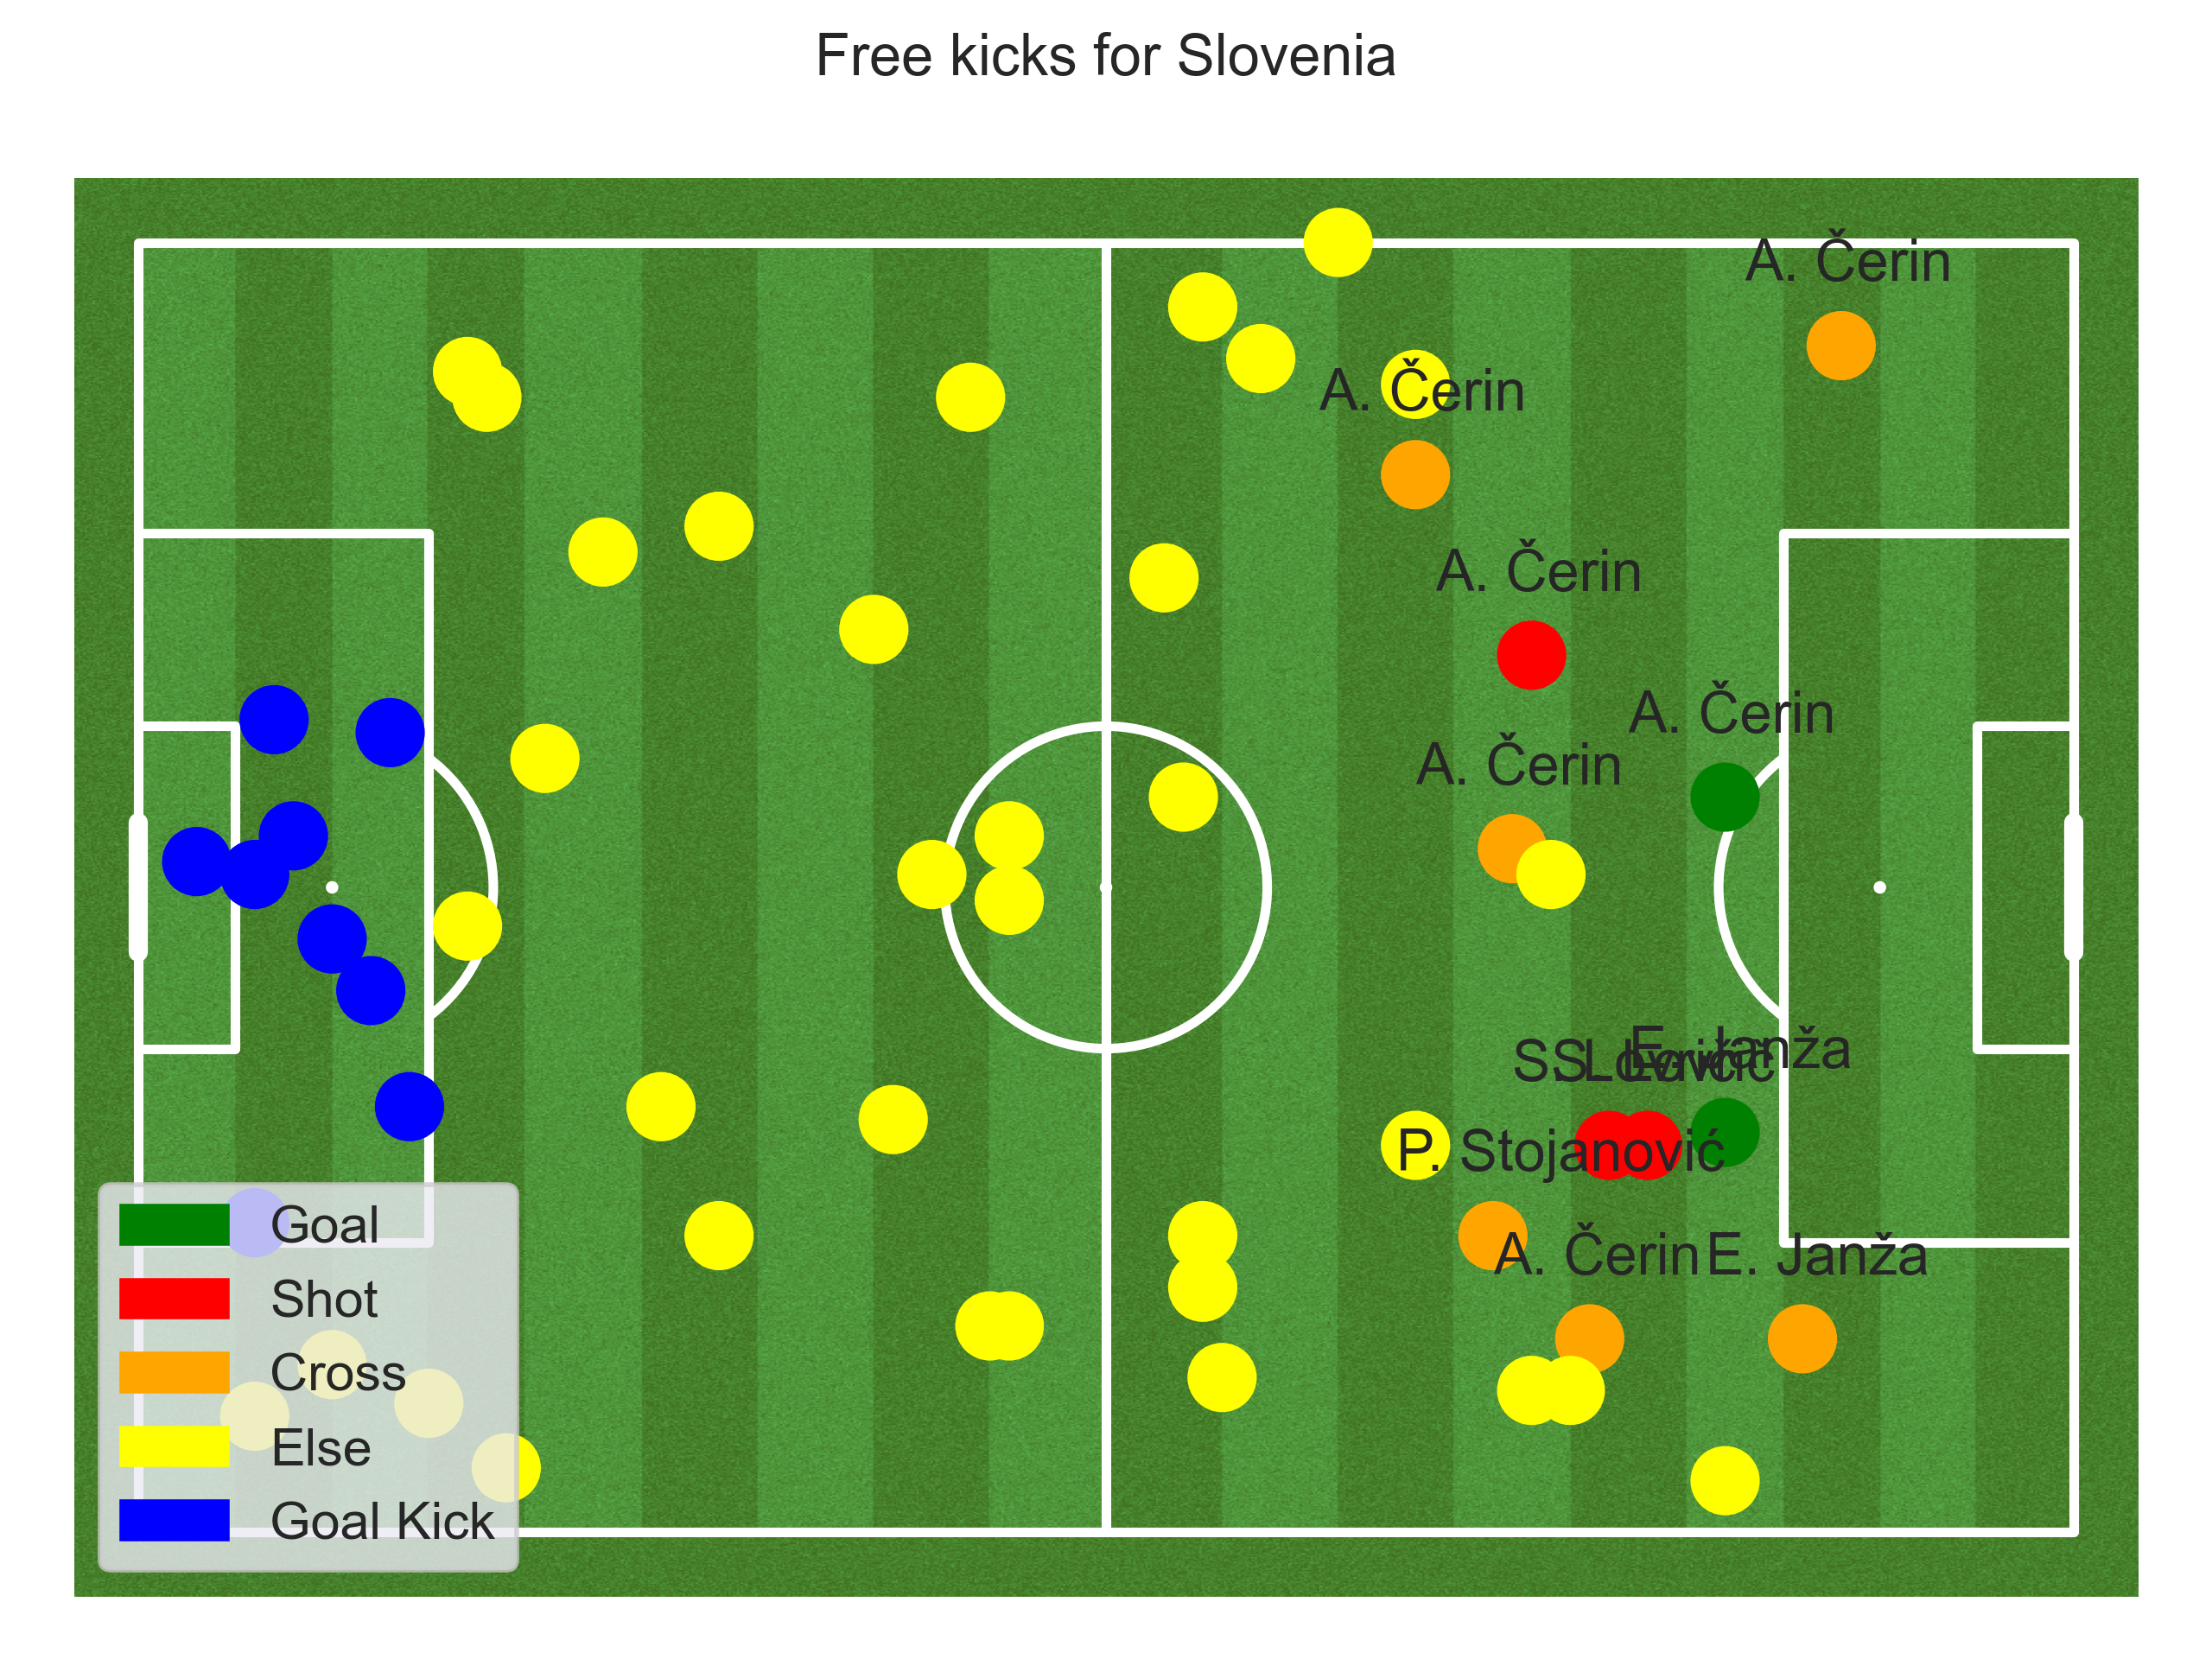 Free kicks for Slovenia
A. Čerin
A. Čerin
A. Čerin
A. Čerin
A. Čerin
E. Janža
S. Lovrić
P. Stojanović
A. Čerin
E. Janža
Goal
Shot
Cross
Else
Goal Kick